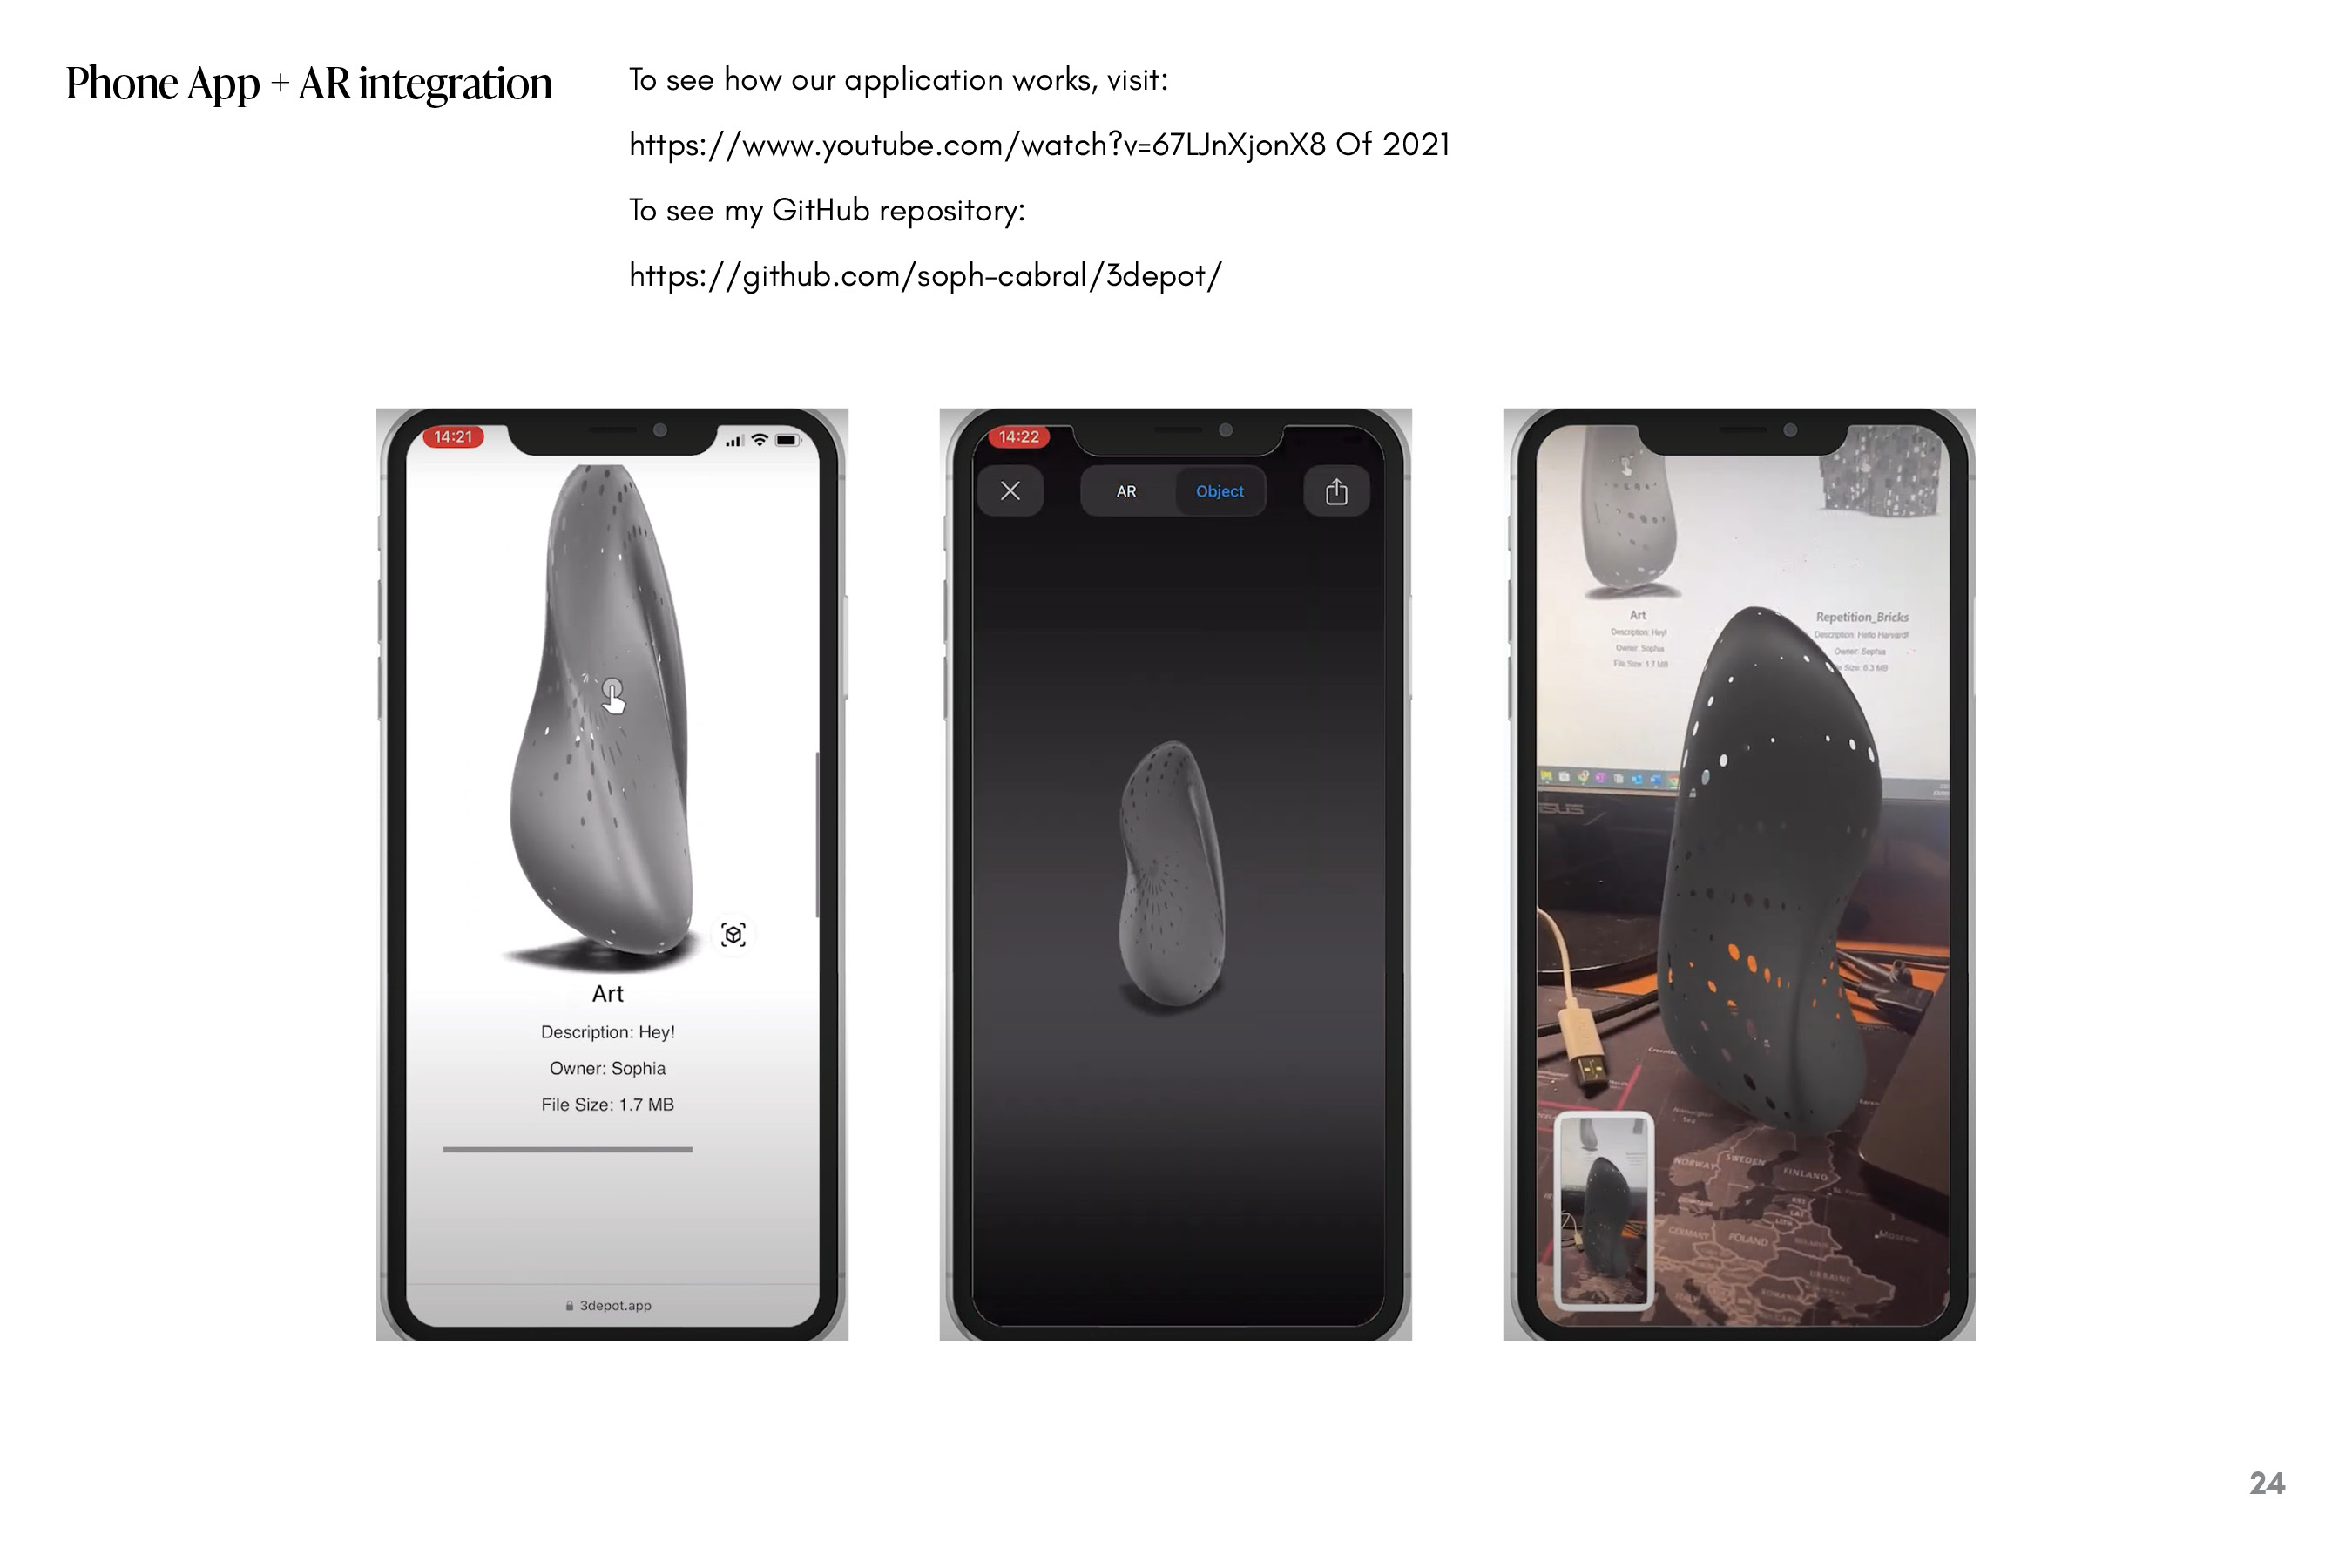 Phone App + AR integration
To see how our application works, visit:
https://www.youtube.com/watch?v=67LJnXjonX8 Of 2021
To see my GitHub repository:
https://github.com/soph-cabral/3depot/
14:21
Art
Description: Hey!
Owner: Sophia
File Size: 1.7 MB
3depot.app
14:22
AR
Object
Art
Description: Hey!
Owner: Sophia
File Size: 1.7 MB
Repetition_Bricks
Description: Hello Harvard!
Owner: Sophia
Size: 6.3 MB
Norwegian
Sea
NORWAY
SWEDEN
FINLAND
GERMANY
POLAND
Moscow
UKRAINE
24